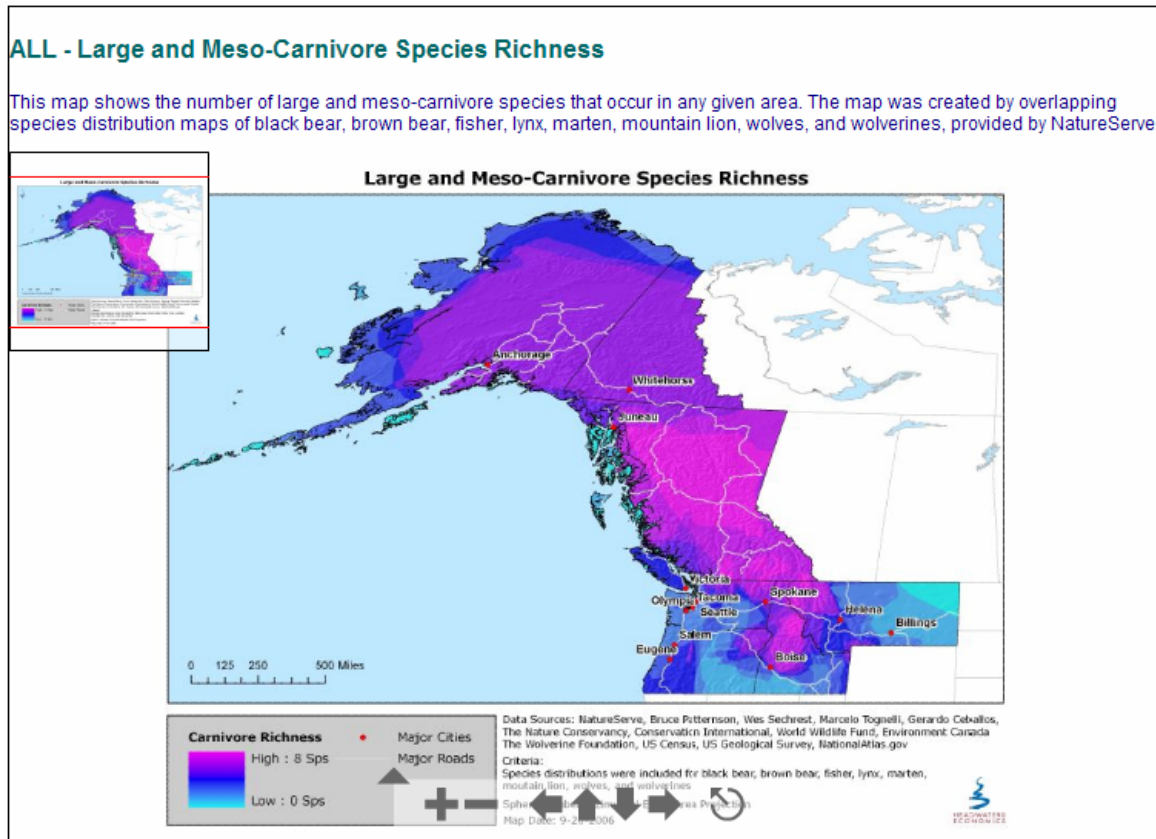 ALL - Large and Meso-Carnivore Species Richness
This map shows the number of large and meso-carnivore species that occur in any given area. The map was created by overlapping
species distribution maps of black bear, brown bear, fisher, lynx, marten, mountain lion, wolves, and wolverines, provided by NatureServe
Large and Meso-Carnivore Species Richness
Anchorage
Whitehorse
Juneau
Victoria
Olympia
Tacoma
Seattle
Spokane
Helena
Billings
Salem
Eugene
Boise
0 125 250 500 Miles
Carnivore Richness
High : 8 Sps
Low : 0 Sps
Major Cities
Major Roads
Data Sources: NatureServe, Bruce Patternson, Wes Sechrest, Marcelo Tognelli, Gerardo Ceballos,
The Nature Conservancy, Conservation International, World Wildlife Fund, Environment Canada
The Wolverine Foundation, US Census, US Geological Survey, NationalAtlas.gov
Criteria:
Species distributions were included for black bear, brown bear, fisher, lynx, marten,
moutain lion, wolves, and wolverines
Projection
Map Date: 9-26-2006
HEADWATERS
ECONOMICS